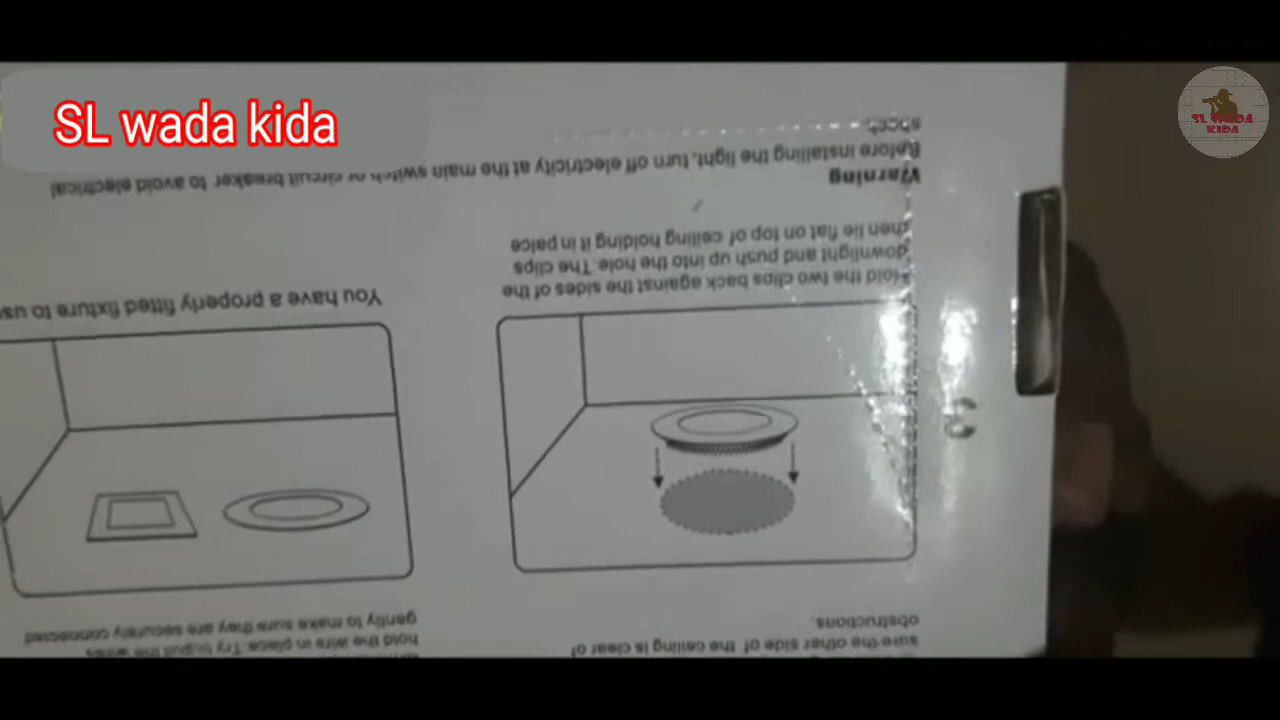 SL wada kida
SL WADA
KIDA
sure the other side of the ceiling is clear of
obstructions.
hold the wire in place. Try to pull the wires
gently to make sure they are securely connected
3
Hold the two clips back against the sides of the
downlight and push up into the hole. The clips
then lie flat on top of ceiling holding it in palce
You have a properly fitted fixture to
Warning
Before installing the light, turn off electricity at the main switch or circuit breaker to avoid electrical
shock.